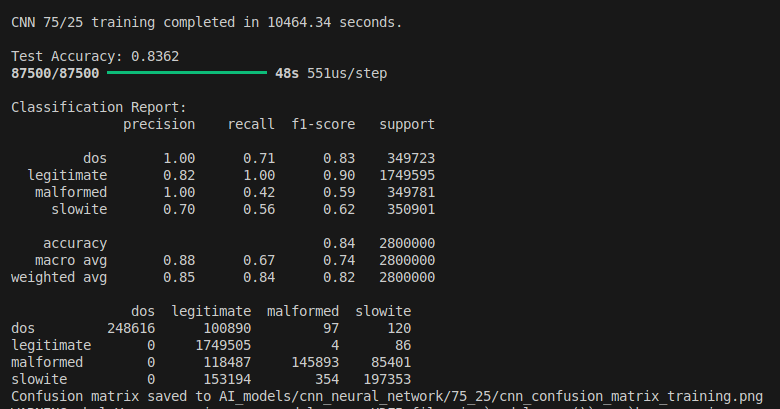 CNN 75/25 training completed in 10464.34 seconds.
Test Accuracy: 0.8362
87500/87500 ━━━━━━━━━━━━━━━━━━━━ 48s 551us/step
Classification Report:
precision recall f1-score support
dos 1.00 0.71 0.83 349723
legitimate 0.82 1.00 0.90 1749595
malformed 1.00 0.42 0.59 349781
slowite 0.70 0.56 0.62 350901
accuracy 0.84 2800000
macro avg 0.88 0.67 0.74 2800000
weighted avg 0.85 0.84 0.82 2800000
dos legitimate malformed slowite
dos 248616 100890 97 120
legitimate 0 1749505 4 86
malformed 0 118487 145893 85401
slowite 0 153194 354 197353
Confusion matrix saved to AI_models/cnn_neural_network/75_25/cnn_confusion_matrix_training.png